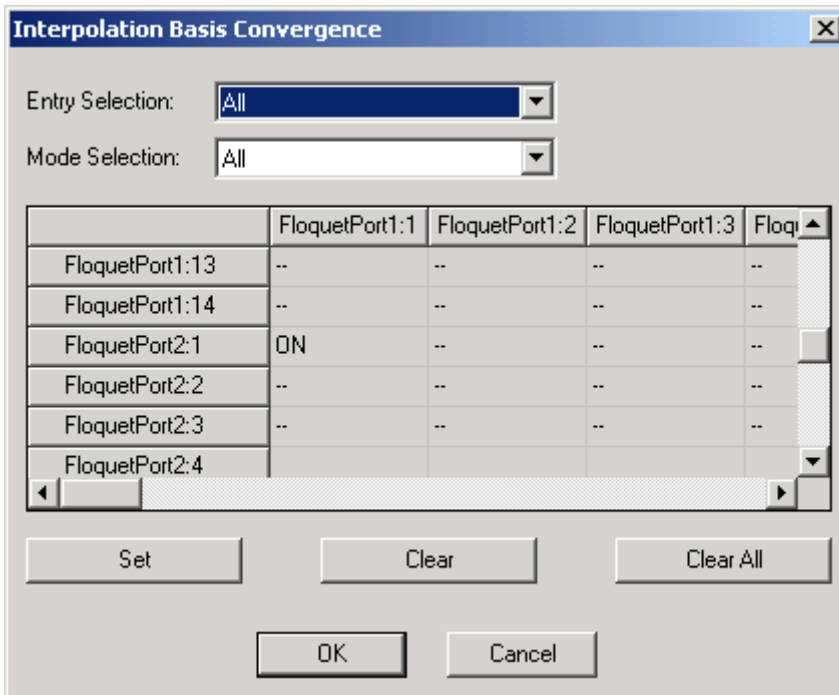 Interpolation Basis Convergence
Entry Selection: All
Mode Selection: All
FloquetPort1:1 FloquetPort1:2 FloquetPort1:3
FloquetPort1:13 -- -- -- --
FloquetPort1:14 -- -- -- --
FloquetPort2:1 ON -- -- --
FloquetPort2:2 -- -- -- --
FloquetPort2:3 -- -- -- --
FloquetPort2:4
Set Clear Clear All
OK Cancel